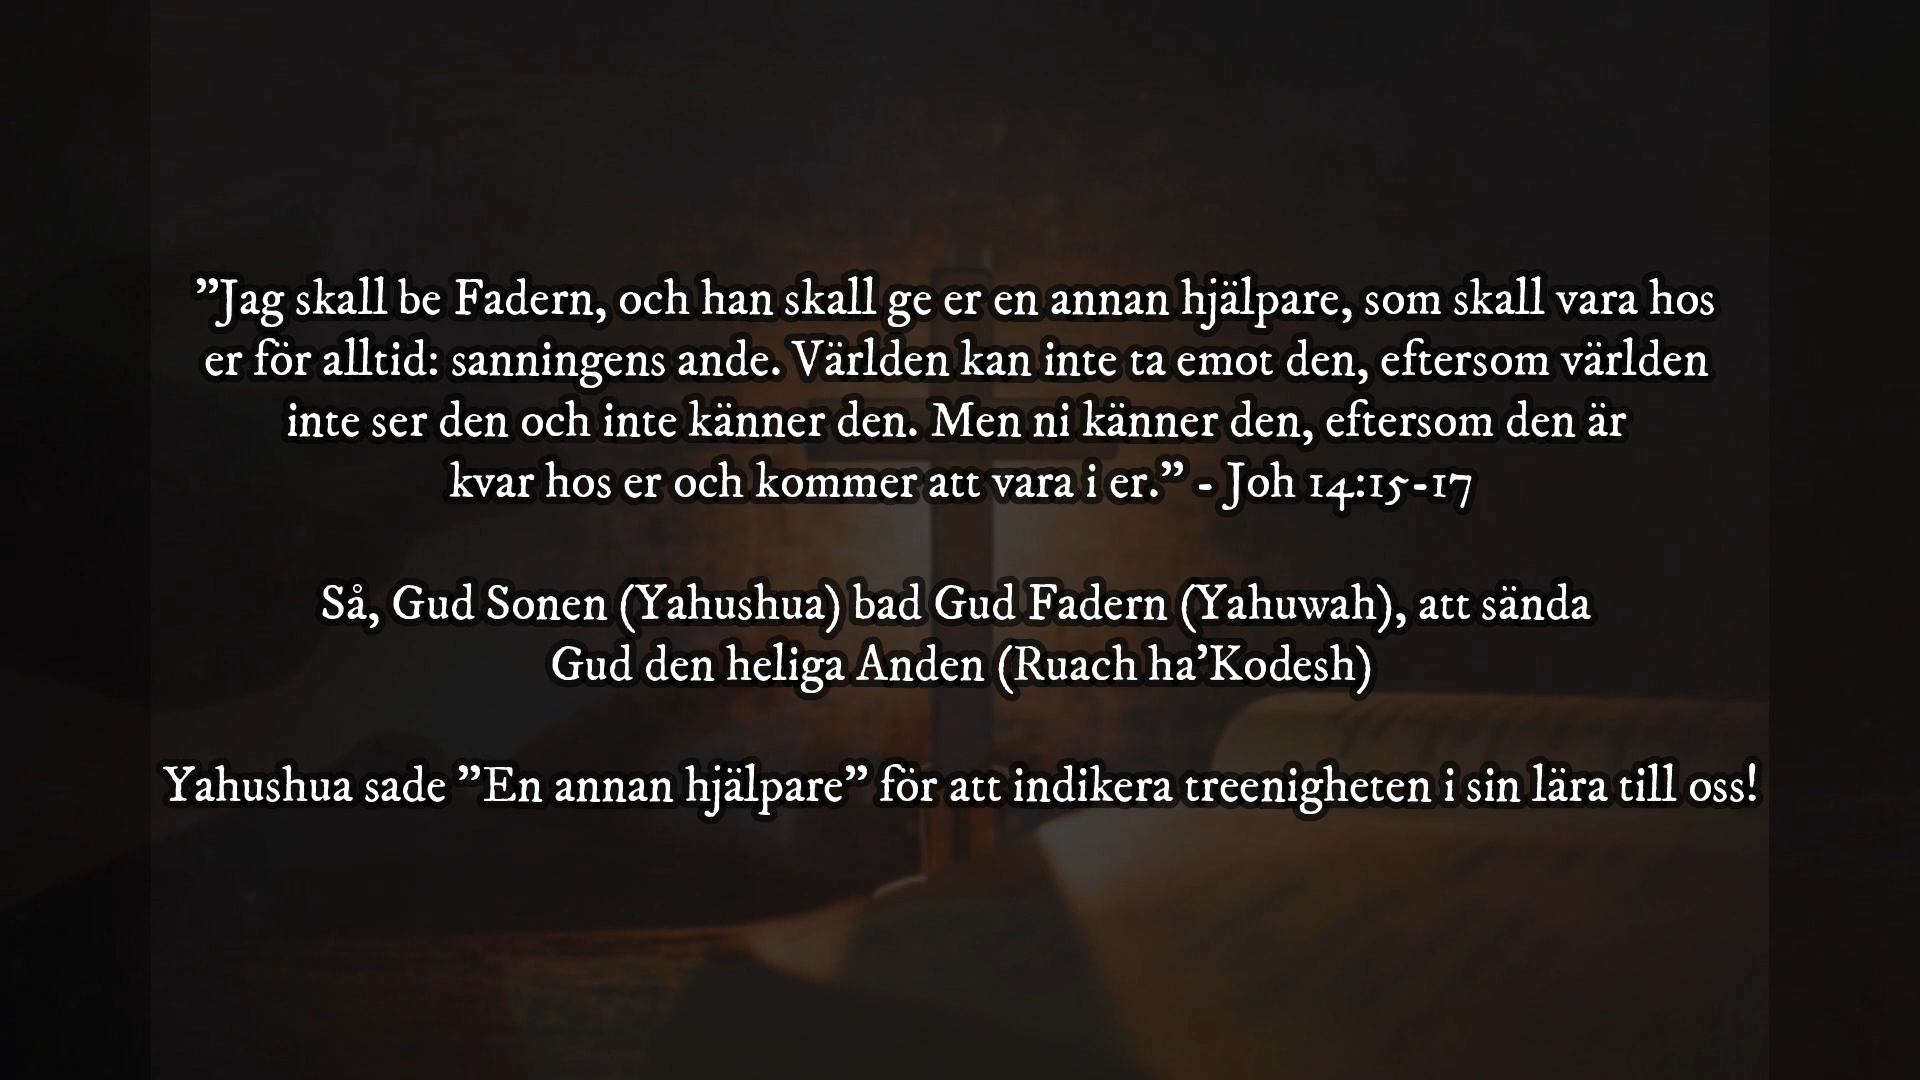 ”Jag skall be Fadern, och han skall ge er en annan hjälpare, som skall vara hos
er för alltid: sanningens ande. Världen kan inte ta emot den, eftersom världen
inte ser den och inte känner den. Men ni känner den, eftersom den är
kvar hos er och kommer att vara i er.” - Joh 14:15-17
Så, Gud Sonen (Yahushua) bad Gud Fadern (Yahuwah), att sända
Gud den heliga Anden (Ruach ha’Kodesh)
Yahushua sade ”En annan hjälpare” för att indikera treenigheten i sin lära till oss!